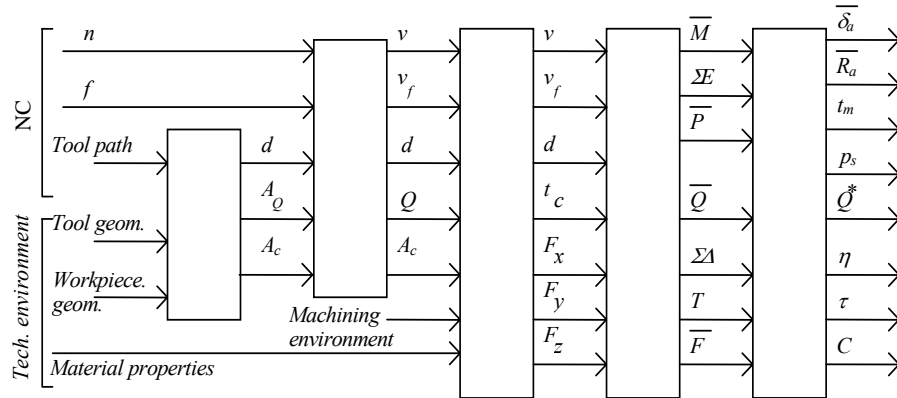 NC
Tech. environment
n
f
Tool path
Tool geom.
Workpiece.
geom.
Material properties
d
A_Q
A_c
Machining
environment
v
v_f
d
Q
A_c
v
v_f
d
t_c
F_x
F_y
F_z
M̅
ΣE
P̅
Q̅
ΣΔ
T
F̅
δ̅_a
R̅_a
t_m
p_s
Q*
η
τ
C